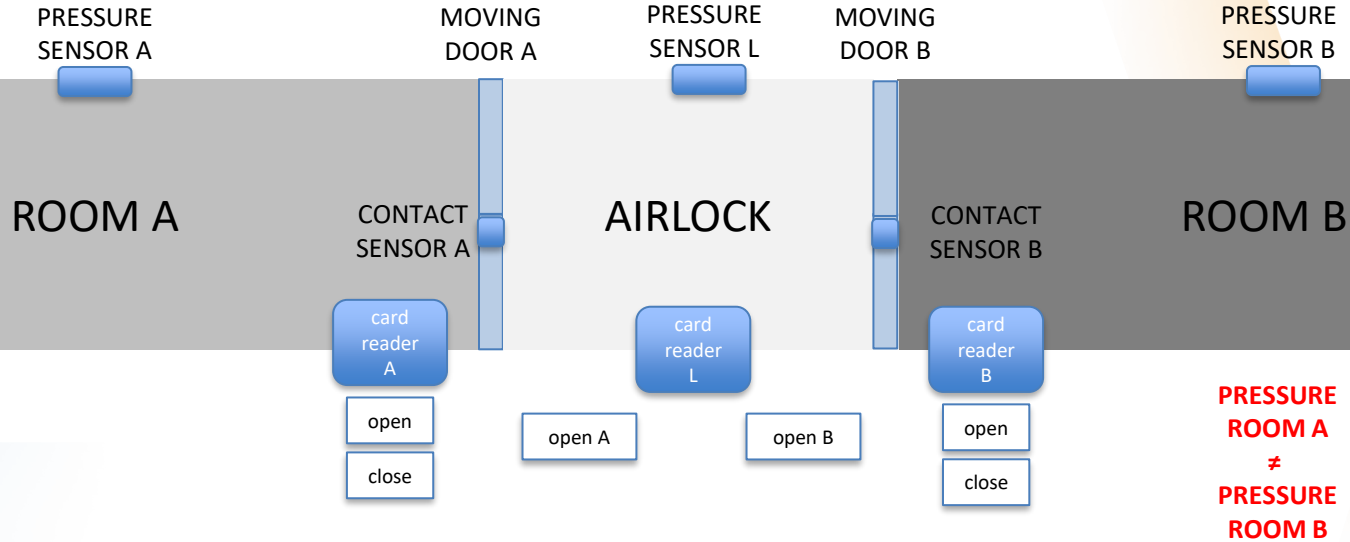 PRESSURE
SENSOR A
MOVING
DOOR A
PRESSURE
SENSOR L
MOVING
DOOR B
PRESSURE
SENSOR B
ROOM A
CONTACT
SENSOR A
AIRLOCK
CONTACT
SENSOR B
ROOM B
card
reader
A
card
reader
L
card
reader
B
open
close
open A
open B
open
close
PRESSURE
ROOM A
≠
PRESSURE
ROOM B